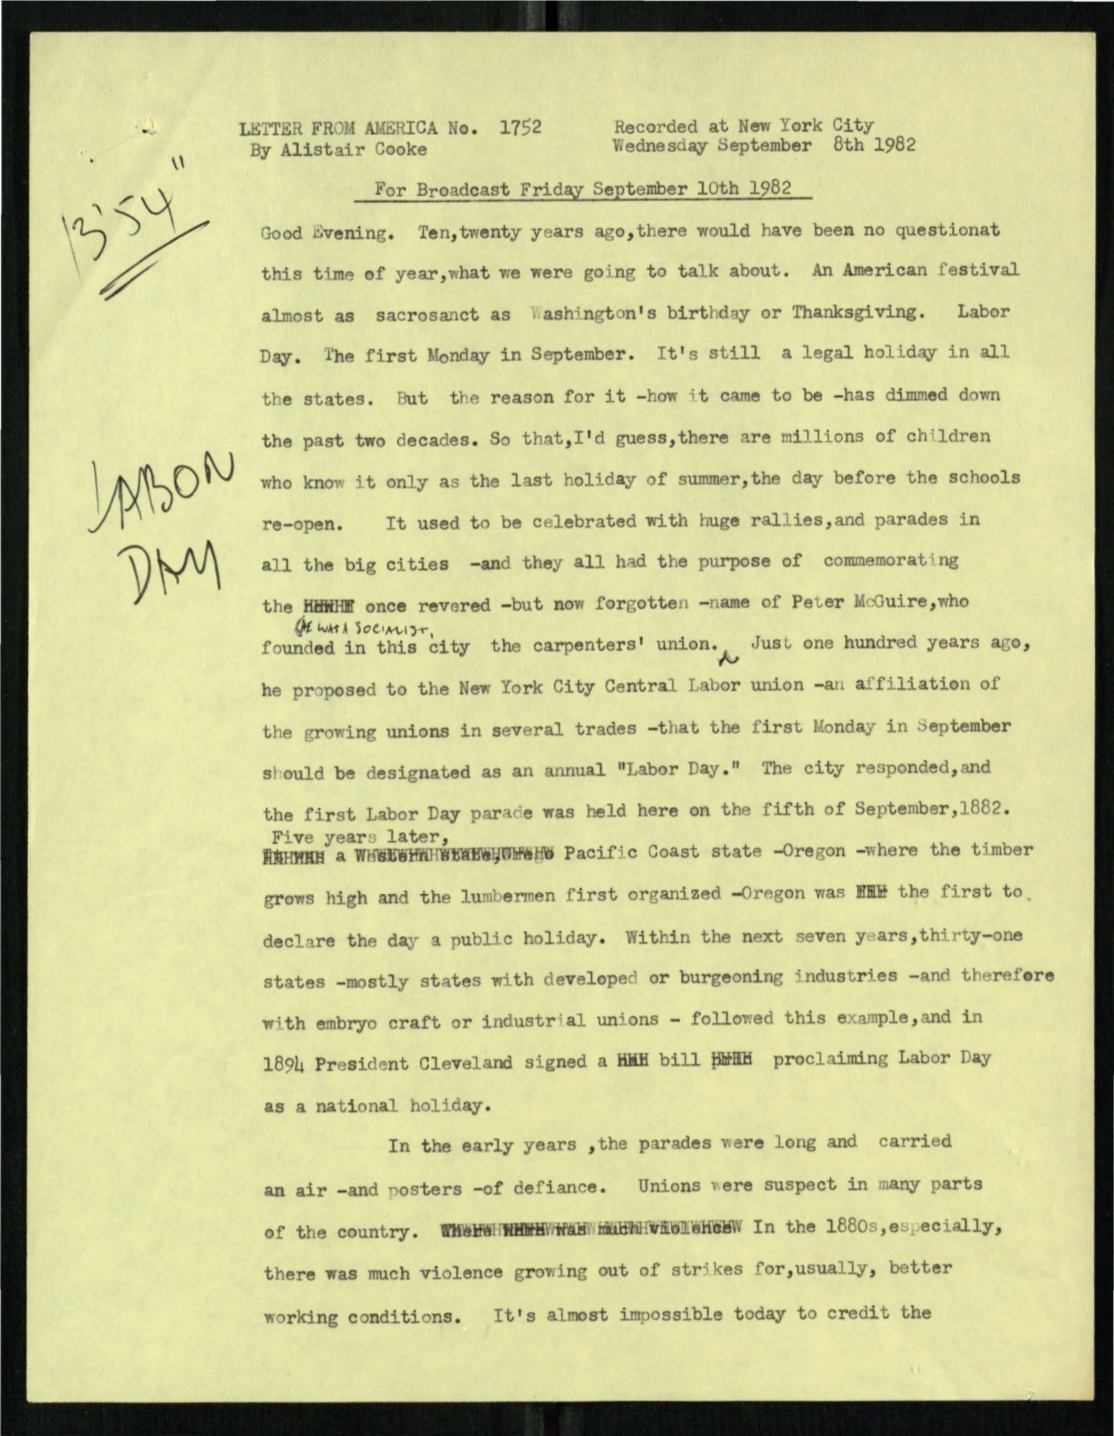 LETTER FROM AMERICA No. 1752 Recorded at New York City
By Alistair Cooke Wednesday September 8th 1982
13'54"
For Broadcast Friday September 10th 1982
Good Evening. Ten,twenty years ago,there would have been no questionat
this time of year,what we were going to talk about. An American festival
almost as sacrosanct as Washington's birthday or Thanksgiving. Labor
Day. The first Monday in September. It's still a legal holiday in all
the states. But the reason for it -how it came to be -has dimmed down
the past two decades. So that,I'd guess,there are millions of children
LABOR
who know it only as the last holiday of summer,the day before the schools
re-open. It used to be celebrated with huge rallies,and parades in
DAY
all the big cities -and they all had the purpose of commemorating
the once revered -but now forgotten -name of Peter McGuire,who
He was a Socialist,
founded in this city the carpenters' union. Just one hundred years ago,
he proposed to the New York City Central Labor union -an affiliation of
the growing unions in several trades -that the first Monday in September
should be designated as an annual "Labor Day." The city responded,and
the first Labor Day parade was held here on the fifth of September,1882.
Five years later,
a Western state, Oregon Pacific Coast state -Oregon -where the timber
grows high and the lumbermen first organized -Oregon was the first to
declare the day a public holiday. Within the next seven years,thirty-one
states -mostly states with developed or burgeoning industries -and therefore
with embryo craft or industrial unions - followed this example,and in
1894 President Cleveland signed a bill proclaiming Labor Day
as a national holiday.
In the early years ,the parades were long and carried
an air -and posters -of defiance. Unions were suspect in many parts
of the country. There was much violence In the 1880s,especially,
there was much violence growing out of strikes for,usually, better
working conditions. It's almost impossible today to credit the